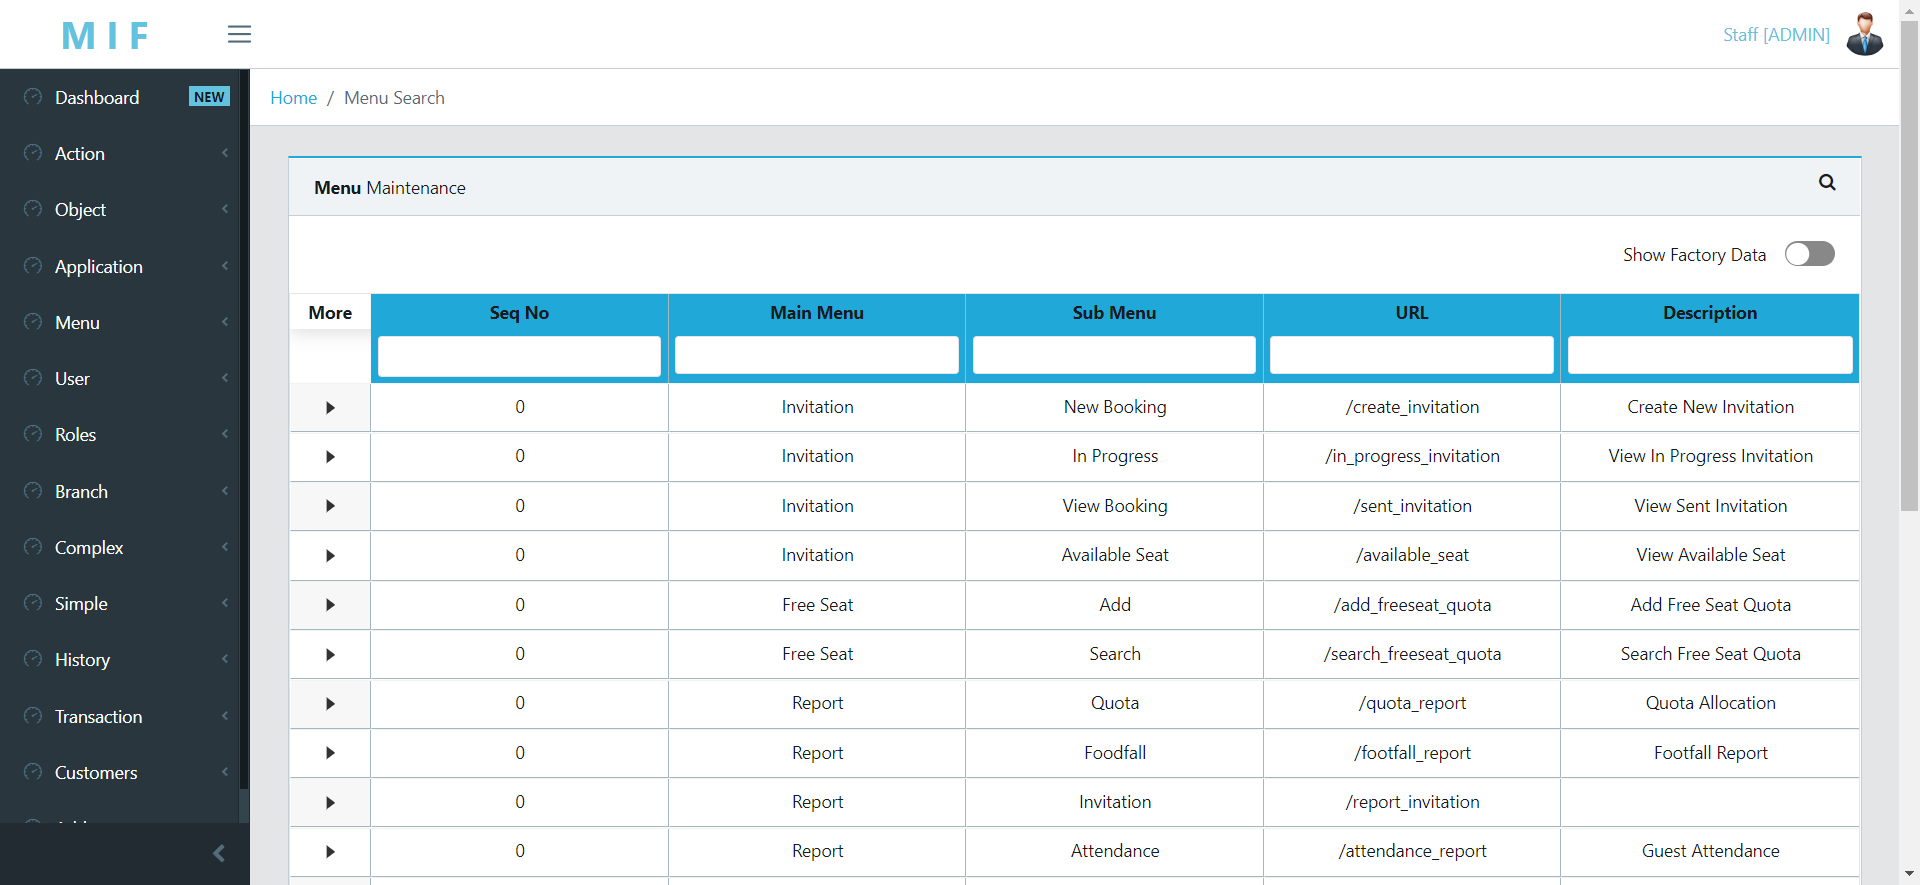 MIF
Staff [ADMIN]
Dashboard NEW
Action
Object
Application
Menu
User
Roles
Branch
Complex
Simple
History
Transaction
Customers
Home / Menu Search
Menu Maintenance
Show Factory Data
More Seq No Main Menu Sub Menu URL Description
0 Invitation New Booking /create_invitation Create New Invitation
0 Invitation In Progress /in_progress_invitation View In Progress Invitation
0 Invitation View Booking /sent_invitation View Sent Invitation
0 Invitation Available Seat /available_seat View Available Seat
0 Free Seat Add /add_freeseat_quota Add Free Seat Quota
0 Free Seat Search /search_freeseat_quota Search Free Seat Quota
0 Report Quota /quota_report Quota Allocation
0 Report Foodfall /footfall_report Footfall Report
0 Report Invitation /report_invitation
0 Report Attendance /attendance_report Guest Attendance